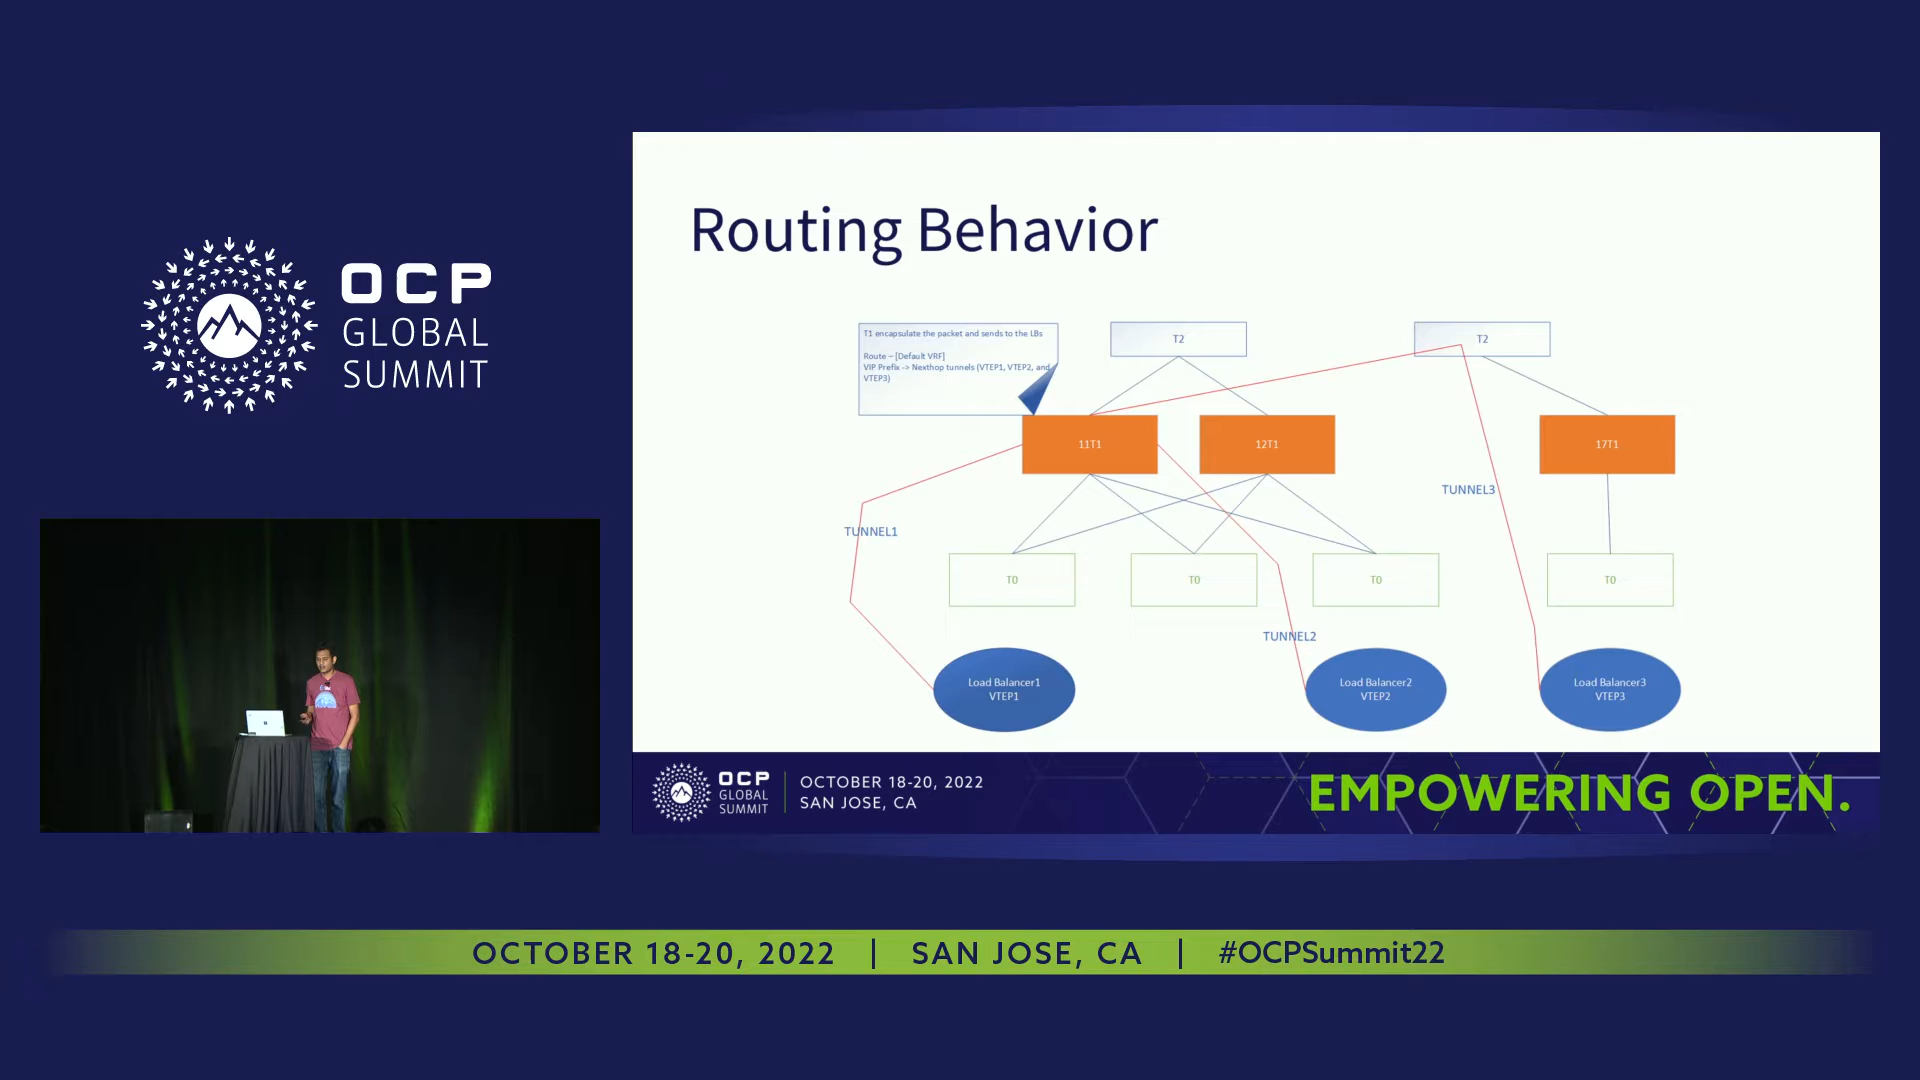 OCP
GLOBAL
SUMMIT
Routing Behavior
T1 encapsulate the packet and sends to the LBs
Route – [Default VRF]
VIP Prefix -> Nexthop tunnels (VTEP1, VTEP2, and
VTEP3)
T2
T2
11T1
12T1
17T1
TUNNEL3
TUNNEL1
T0
T0
T0
T0
TUNNEL2
Load Balancer1
VTEP1
Load Balancer2
VTEP2
Load Balancer3
VTEP3
OCP
GLOBAL
SUMMIT
OCTOBER 18-20, 2022
SAN JOSE, CA
EMPOWERING OPEN.
OCTOBER 18-20, 2022 | SAN JOSE, CA | #OCPSummit22